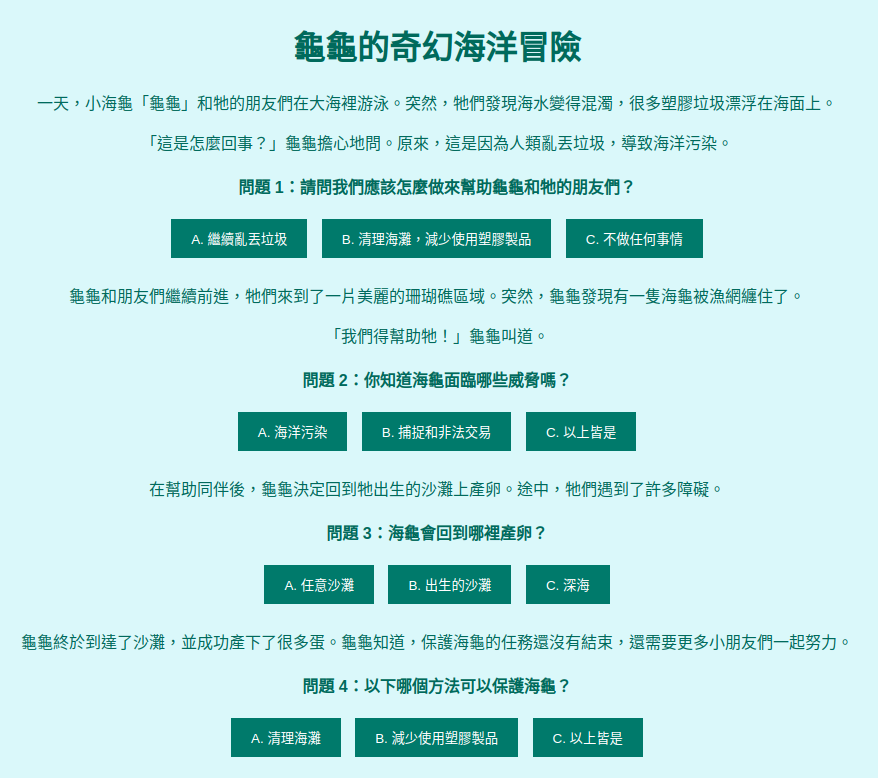 龜龜的奇幻海洋冒險
一天，小海龜「龜龜」和牠的朋友們在大海裡游泳。突然，牠們發現海水變得混濁，很多塑膠垃圾漂浮在海面上。
「這是怎麼回事？」龜龜擔心地問。原來，這是因為人類亂丟垃圾，導致海洋污染。
問題 1：請問我們應該怎麼做來幫助龜龜和牠的朋友們？
A. 繼續亂丟垃圾 B. 清理海灘，減少使用塑膠製品 C. 不做任何事情
龜龜和朋友們繼續前進，牠們來到了一片美麗的珊瑚礁區域。突然，龜龜發現有一隻海龜被漁網纏住了。
「我們得幫助牠！」龜龜叫道。
問題 2：你知道海龜面臨哪些威脅嗎？
A. 海洋污染 B. 捕捉和非法交易 C. 以上皆是
在幫助同伴後，龜龜決定回到牠出生的沙灘上產卵。途中，牠們遇到了許多障礙。
問題 3：海龜會回到哪裡產卵？
A. 任意沙灘 B. 出生的沙灘 C. 深海
龜龜終於到達了沙灘，並成功產下了很多蛋。龜龜知道，保護海龜的任務還沒有結束，還需要更多小朋友們一起努力。
問題 4：以下哪個方法可以保護海龜？
A. 清理海灘 B. 減少使用塑膠製品 C. 以上皆是